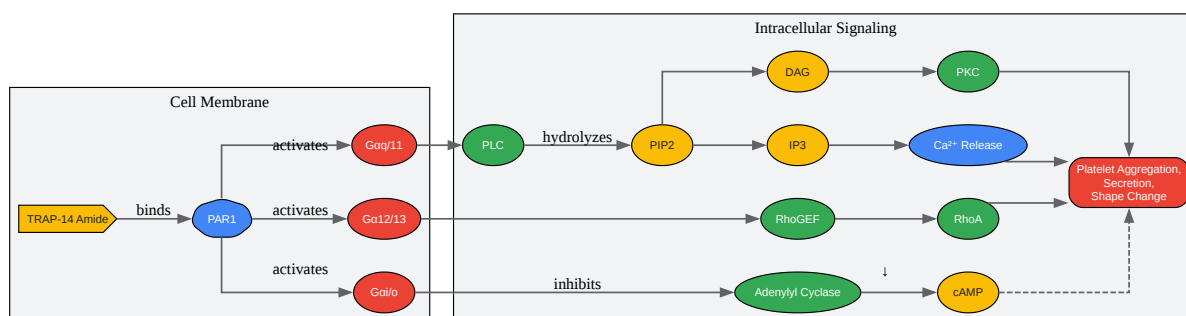 Intracellular Signaling
DAG
PKC
Cell Membrane
activates
Gαq/11
PLC
hydrolyzes
PIP2
IP3
Ca²⁺ Release
Platelet Aggregation,
Secretion,
Shape Change
TRAP-14 Amide
binds
PAR1
activates
Gα12/13
RhoGEF
RhoA
activates
Gαi/o
inhibits
Adenylyl Cyclase
↓
cAMP